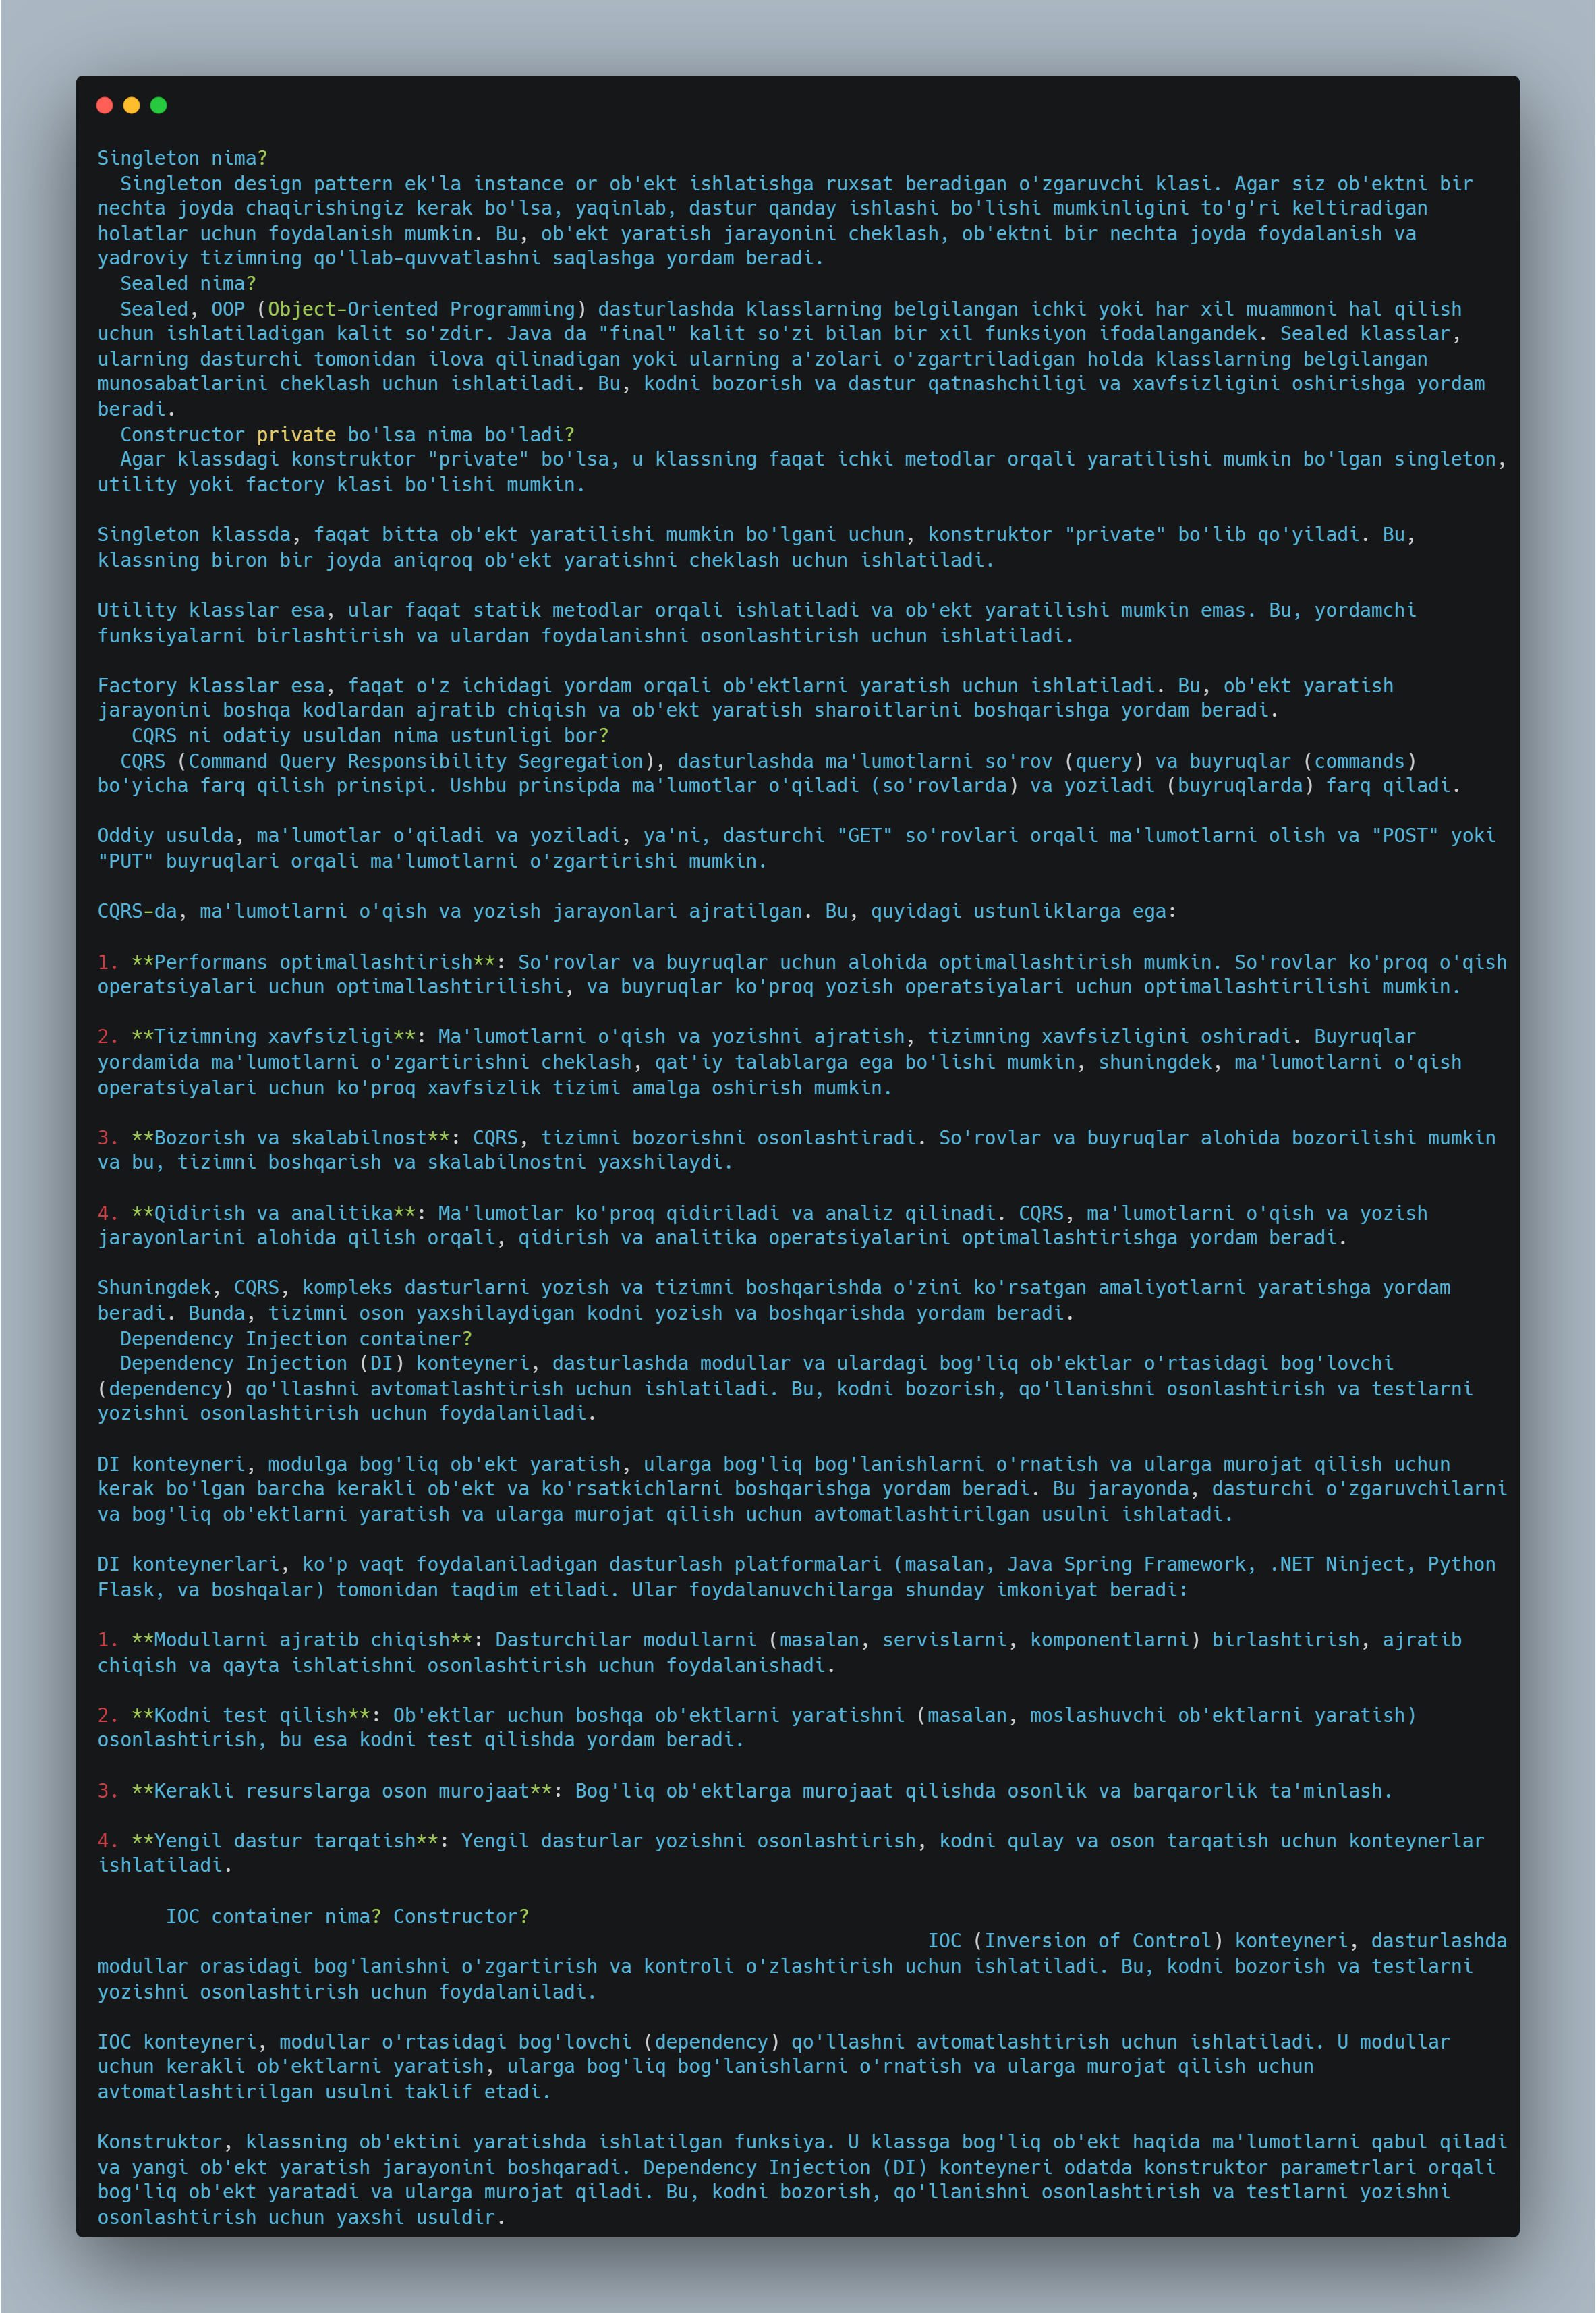 Singleton nima?
Singleton design pattern ek'la instance or ob'ekt ishlatishga ruxsat beradigan o'zgaruvchi klasi. Agar siz ob'ektni bir
nechta joyda chaqirishingiz kerak bo'lsa, yaqinlab, dastur qanday ishlashi bo'lishi mumkinligini to'g'ri keltiradigan
holatlar uchun foydalanish mumkin. Bu, ob'ekt yaratish jarayonini cheklash, ob'ektni bir nechta joyda foydalanish va
yadroviy tizimning qo'llab-quvvatlashni saqlashga yordam beradi.
Sealed nima?
Sealed, OOP (Object-Oriented Programming) dasturlashda klasslarning belgilangan ichki yoki har xil muammoni hal qilish
uchun ishlatiladigan kalit so'zdir. Java da "final" kalit so'zi bilan bir xil funksiyon ifodalangandek. Sealed klasslar,
ularning dasturchi tomonidan ilova qilinadigan yoki ularning a'zolari o'zgartriladigan holda klasslarning belgilangan
munosabatlarini cheklash uchun ishlatiladi. Bu, kodni bozorish va dastur qatnashchiligi va xavfsizligini oshirishga yordam
beradi.
Constructor private bo'lsa nima bo'ladi?
Agar klassdagi konstruktor "private" bo'lsa, u klassning faqat ichki metodlar orqali yaratilishi mumkin bo'lgan singleton,
utility yoki factory klasi bo'lishi mumkin.
Singleton klassda, faqat bitta ob'ekt yaratilishi mumkin bo'lgani uchun, konstruktor "private" bo'lib qo'yiladi. Bu,
klassning biron bir joyda aniqroq ob'ekt yaratishni cheklash uchun ishlatiladi.
Utility klasslar esa, ular faqat statik metodlar orqali ishlatiladi va ob'ekt yaratilishi mumkin emas. Bu, yordamchi
funksiyalarni birlashtirish va ulardan foydalanishni osonlashtirish uchun ishlatiladi.
Factory klasslar esa, faqat o'z ichidagi yordam orqali ob'ektlarni yaratish uchun ishlatiladi. Bu, ob'ekt yaratish
jarayonini boshqa kodlardan ajratib chiqish va ob'ekt yaratish sharoitlarini boshqarishga yordam beradi.
CQRS ni odatiy usuldan nima ustunligi bor?
CQRS (Command Query Responsibility Segregation), dasturlashda ma'lumotlarni so'rov (query) va buyruqlar (commands)
bo'yicha farq qilish prinsipi. Ushbu prinsipda ma'lumotlar o'qiladi (so'rovlarda) va yoziladi (buyruqlarda) farq qiladi.
Oddiy usulda, ma'lumotlar o'qiladi va yoziladi, ya'ni, dasturchi "GET" so'rovlari orqali ma'lumotlarni olish va "POST" yoki
"PUT" buyruqlari orqali ma'lumotlarni o'zgartirishi mumkin.
CQRS-da, ma'lumotlarni o'qish va yozish jarayonlari ajratilgan. Bu, quyidagi ustunliklarga ega:
1. **Performans optimallashtirish**: So'rovlar va buyruqlar uchun alohida optimallashtirish mumkin. So'rovlar ko'proq o'qish
operatsiyalari uchun optimallashtirilishi, va buyruqlar ko'proq yozish operatsiyalari uchun optimallashtirilishi mumkin.
2. **Tizimning xavfsizligi**: Ma'lumotlarni o'qish va yozishni ajratish, tizimning xavfsizligini oshiradi. Buyruqlar
yordamida ma'lumotlarni o'zgartirishni cheklash, qat'iy talablarga ega bo'lishi mumkin, shuningdek, ma'lumotlarni o'qish
operatsiyalari uchun ko'proq xavfsizlik tizimi amalga oshirish mumkin.
3. **Bozorish va skalabilnost**: CQRS, tizimni bozorishni osonlashtiradi. So'rovlar va buyruqlar alohida bozorilishi mumkin
va bu, tizimni boshqarish va skalabilnostni yaxshilaydi.
4. **Qidirish va analitika**: Ma'lumotlar ko'proq qidiriladi va analiz qilinadi. CQRS, ma'lumotlarni o'qish va yozish
jarayonlarini alohida qilish orqali, qidirish va analitika operatsiyalarini optimallashtirishga yordam beradi.
Shuningdek, CQRS, kompleks dasturlarni yozish va tizimni boshqarishda o'zini ko'rsatgan amaliyotlarni yaratishga yordam
beradi. Bunda, tizimni oson yaxshilaydigan kodni yozish va boshqarishda yordam beradi.
Dependency Injection container?
Dependency Injection (DI) konteyneri, dasturlashda modullar va ulardagi bog'liq ob'ektlar o'rtasidagi bog'lovchi
(dependency) qo'llashni avtomatlashtirish uchun ishlatiladi. Bu, kodni bozorish, qo'llanishni osonlashtirish va testlarni
yozishni osonlashtirish uchun foydalaniladi.
DI konteyneri, modulga bog'liq ob'ekt yaratish, ularga bog'liq bog'lanishlarni o'rnatish va ularga murojat qilish uchun
kerak bo'lgan barcha kerakli ob'ekt va ko'rsatkichlarni boshqarishga yordam beradi. Bu jarayonda, dasturchi o'zgaruvchilarni
va bog'liq ob'ektlarni yaratish va ularga murojat qilish uchun avtomatlashtirilgan usulni ishlatadi.
DI konteynerlari, ko'p vaqt foydalaniladigan dasturlash platformalari (masalan, Java Spring Framework, .NET Ninject, Python
Flask, va boshqalar) tomonidan taqdim etiladi. Ular foydalanuvchilarga shunday imkoniyat beradi:
1. **Modullarni ajratib chiqish**: Dasturchilar modullarni (masalan, servislarni, komponentlarni) birlashtirish, ajratib
chiqish va qayta ishlatishni osonlashtirish uchun foydalanishadi.
2. **Kodni test qilish**: Ob'ektlar uchun boshqa ob'ektlarni yaratishni (masalan, moslashuvchi ob'ektlarni yaratish)
osonlashtirish, bu esa kodni test qilishda yordam beradi.
3. **Kerakli resurslarga oson murojaat**: Bog'liq ob'ektlarga murojaat qilishda osonlik va barqarorlik ta'minlash.
4. **Yengil dastur tarqatish**: Yengil dasturlar yozishni osonlashtirish, kodni qulay va oson tarqatish uchun konteynerlar
ishlatiladi.
IOC container nima? Constructor?
IOC (Inversion of Control) konteyneri, dasturlashda
modullar orasidagi bog'lanishni o'zgartirish va kontroli o'zlashtirish uchun ishlatiladi. Bu, kodni bozorish va testlarni
yozishni osonlashtirish uchun foydalaniladi.
IOC konteyneri, modullar o'rtasidagi bog'lovchi (dependency) qo'llashni avtomatlashtirish uchun ishlatiladi. U modullar
uchun kerakli ob'ektlarni yaratish, ularga bog'liq bog'lanishlarni o'rnatish va ularga murojat qilish uchun
avtomatlashtirilgan usulni taklif etadi.
Konstruktor, klassning ob'ektini yaratishda ishlatilgan funksiya. U klassga bog'liq ob'ekt haqida ma'lumotlarni qabul qiladi
va yangi ob'ekt yaratish jarayonini boshqaradi. Dependency Injection (DI) konteyneri odatda konstruktor parametrlari orqali
bog'liq ob'ekt yaratadi va ularga murojat qiladi. Bu, kodni bozorish, qo'llanishni osonlashtirish va testlarni yozishni
osonlashtirish uchun yaxshi usuldir.